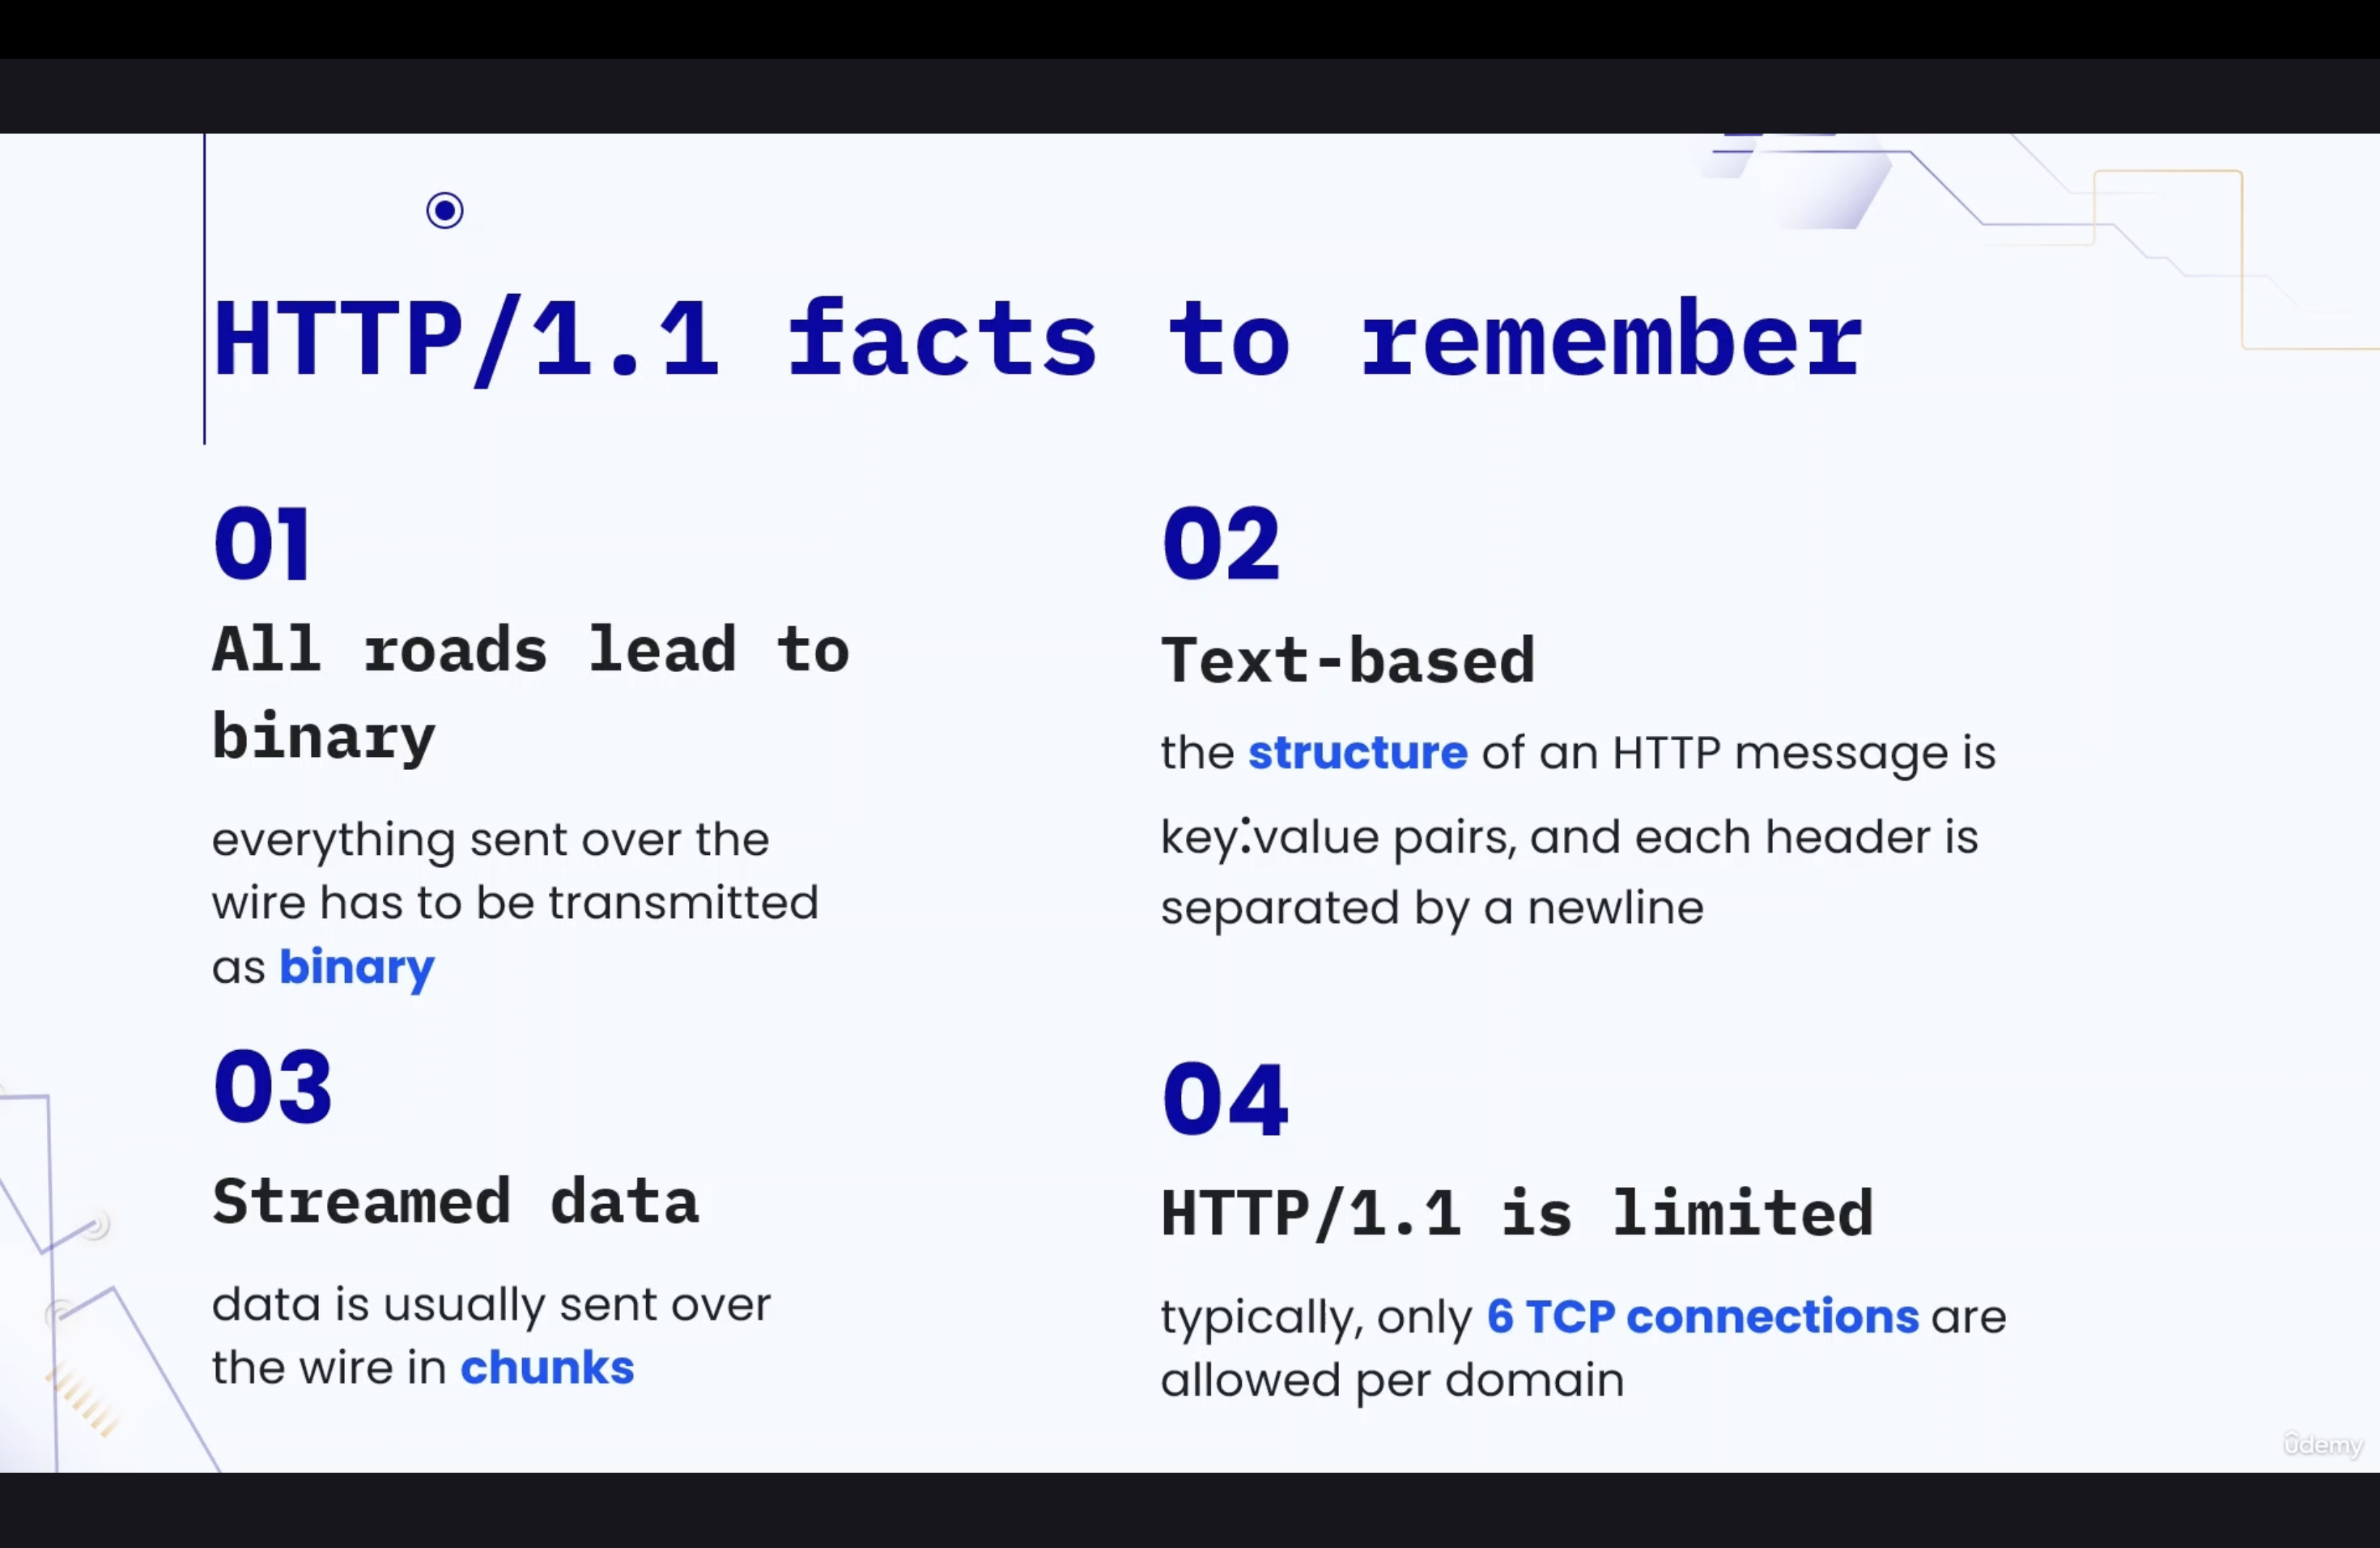 HTTP/1.1 facts to remember
01
All roads lead to
binary
everything sent over the
wire has to be transmitted
as binary
02
Text-based
the structure of an HTTP message is
key:value pairs, and each header is
separated by a newline
03
Streamed data
data is usually sent over
the wire in chunks
04
HTTP/1.1 is limited
typically, only 6 TCP connections are
allowed per domain
ûdemy